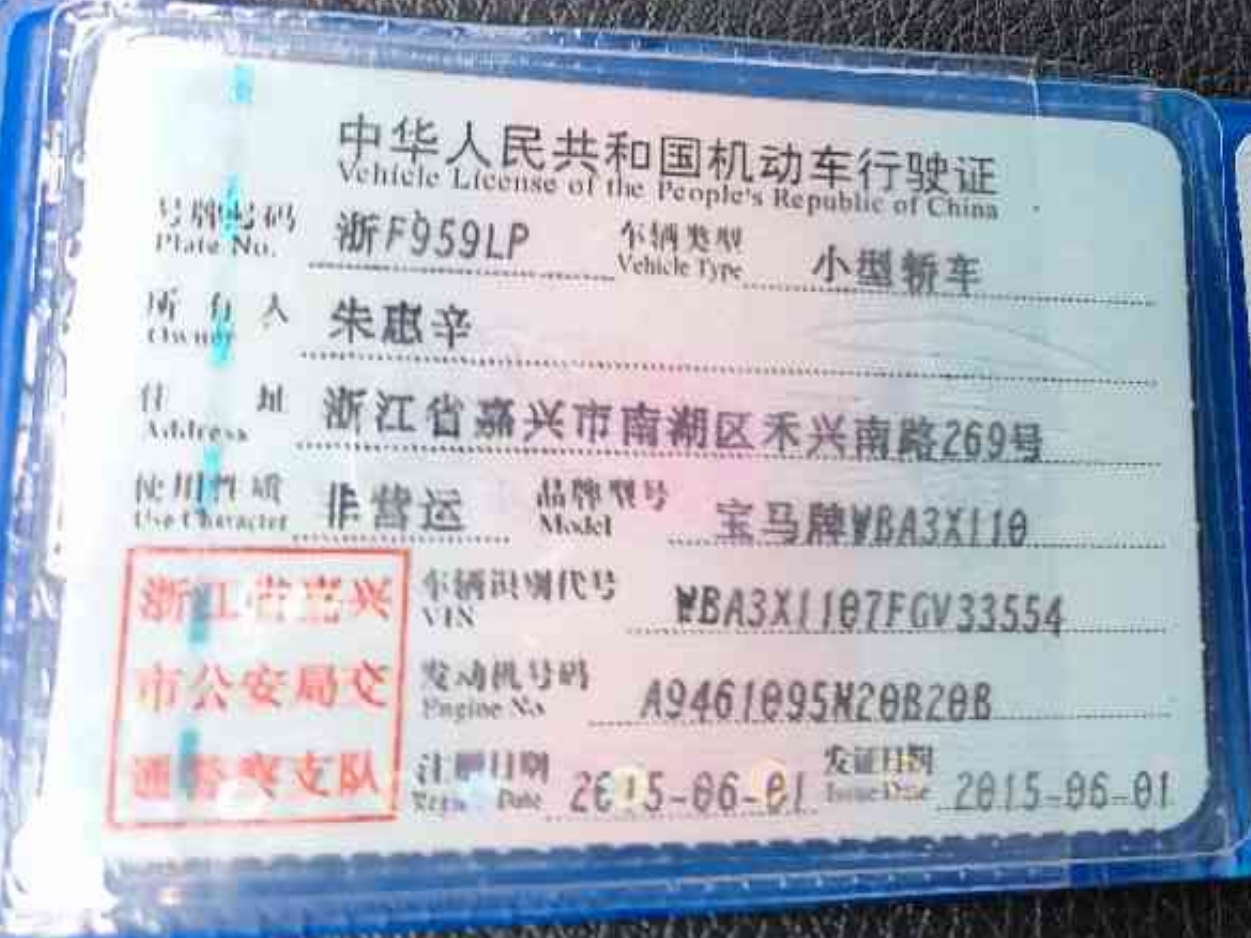 中华人民共和国机动车行驶证
Vehicle License of the People's Republic of China
号牌号码 浙F959LP 车辆类型 小型轿车
Plate No. Vehicle Type
所有人 朱惠辛
Owner
住址 浙江省嘉兴市南湖区禾兴南路269号
Address
使用性质 非营运 品牌型号 宝马牌WBA3X110
Use Character Model
浙江省嘉兴
市公安局交
通警察支队
车辆识别代号 WBA3X1107FGV33554
VIN
发动机号码 A9461095N20B20B
Engine No.
注册日期 2015-06-01 发证日期 2015-06-01
Register Date Issue Date